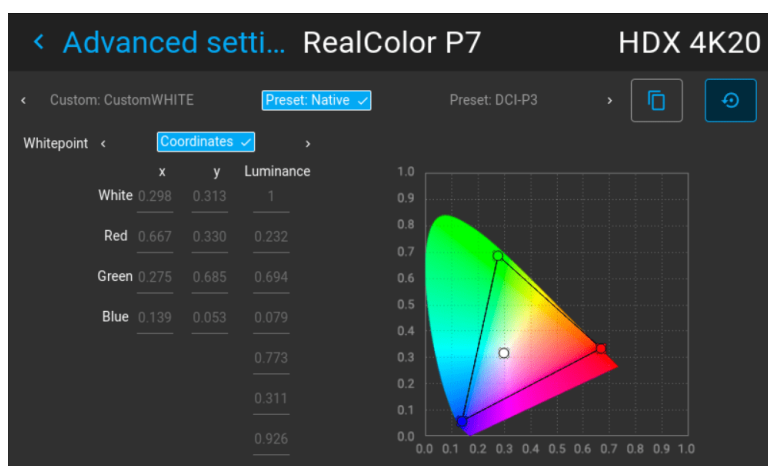 ‹ Advanced setti... RealColor P7 HDX 4K20
‹ Custom: CustomWHITE Preset: Native ✓ Preset: DCI-P3 ›
Whitepoint ‹ Coordinates ✓ ›
x y Luminance
White 0.298 0.313 1
Red 0.667 0.330 0.232
Green 0.275 0.685 0.694
Blue 0.139 0.053 0.079
0.773
0.311
0.926
1.0
0.9
0.8
0.7
0.6
0.5
0.4
0.3
0.2
0.1
0.0
0.0 0.1 0.2 0.3 0.4 0.5 0.6 0.7 0.8 0.9 1.0